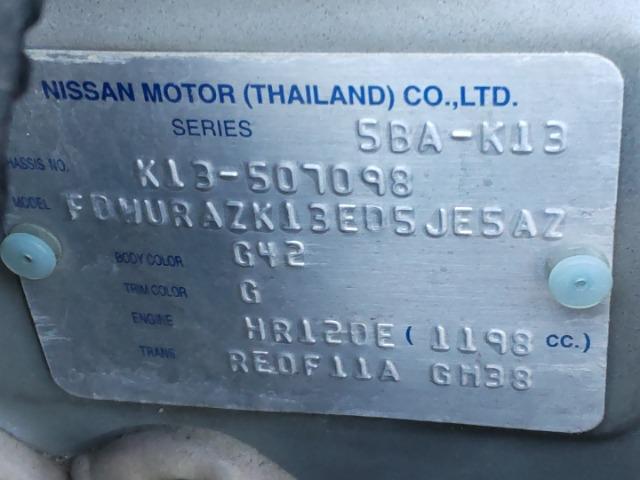 NISSAN MOTOR (THAILAND) CO.,LTD.
SERIES 5BA-K13
CHASSIS NO. K13-507098
MODEL FDWURAZK13ED5JE5AZ
BODY COLOR G42
TRIM COLOR G
ENGINE HR12DE ( 1198 CC.)
TRANS RE0F11A GH38